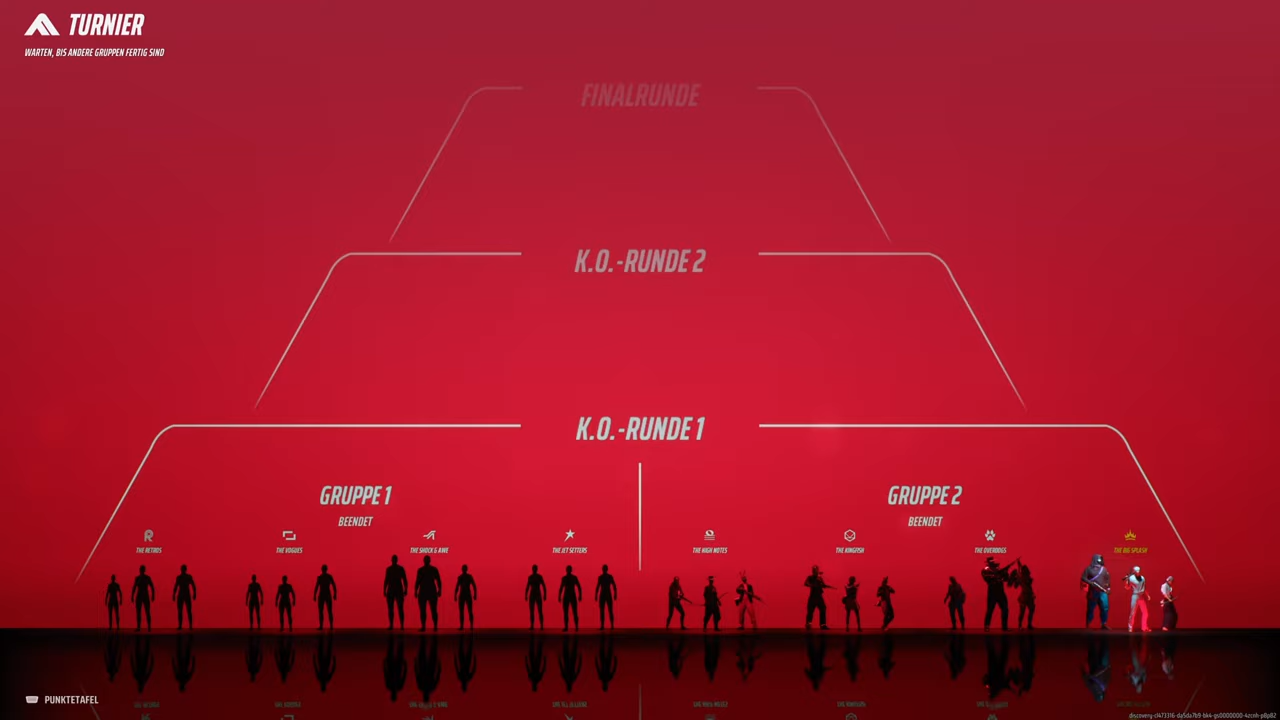 TURNIER
WARTEN, BIS ANDERE GRUPPEN FERTIG SIND
FINALRUNDE
K.O.-RUNDE 2
K.O.-RUNDE 1
GRUPPE 1
BEENDET
GRUPPE 2
BEENDET
THE RETROS
THE VOGUES
THE SHOCK & AWE
THE JET SETTERS
THE HIGH NOTES
THE KINGFISH
THE OVERDOGS
THE BIG SPLASH
PUNKTETAFEL